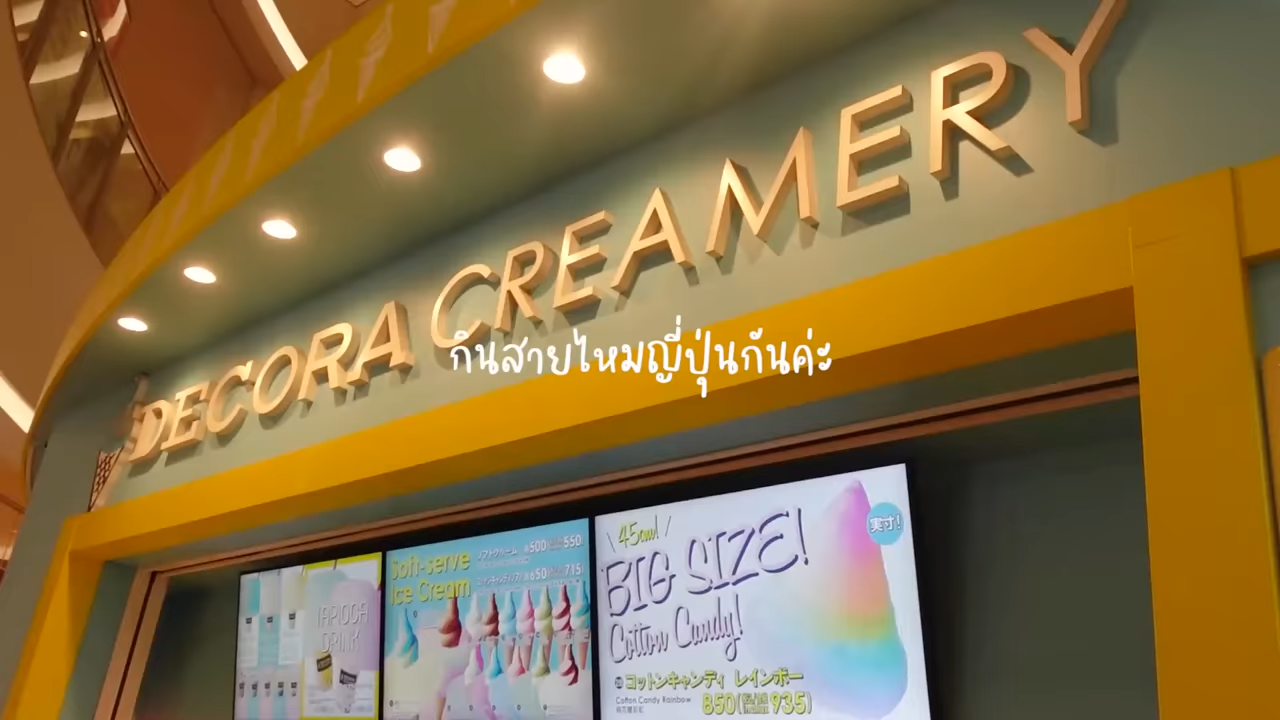 DECORA CREAMERY
กินสายไหมญี่ปุ่นกันค่ะ
TAPIOCA
DRINK
Soft-serve
Ice Cream
ソフトクリーム
500
550
650
715
45cm!
BIG SIZE!
実寸!
Cotton Candy!
コットンキャンディ レインボー
Cotton Candy Rainbow
850
935